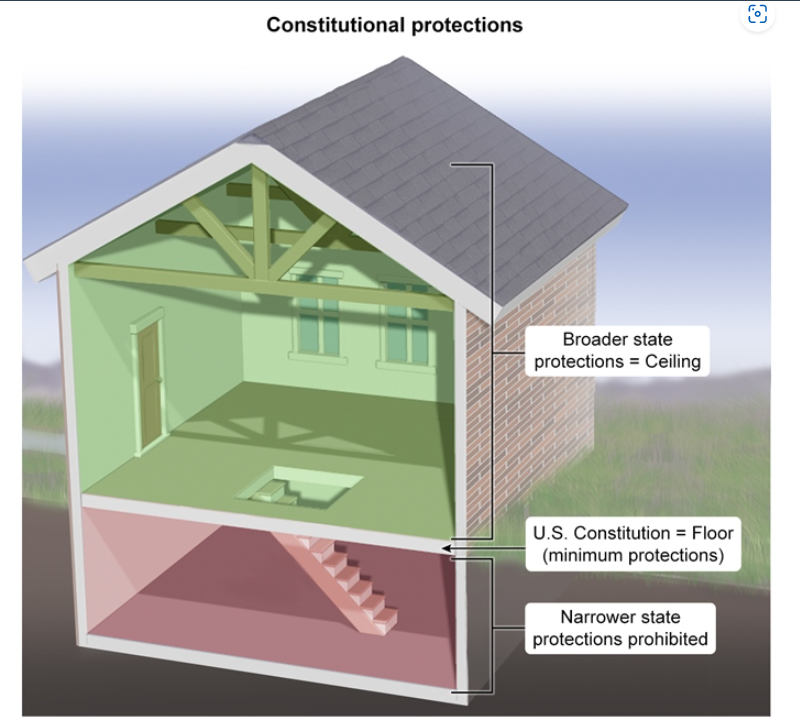 Constitutional protections
Broader state
protections = Ceiling
U.S. Constitution = Floor
(minimum protections)
Narrower state
protections prohibited